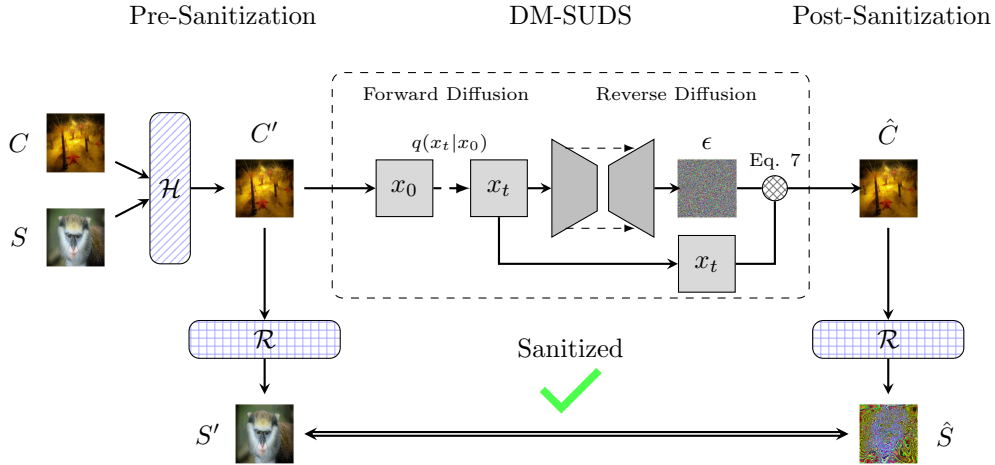 Pre-Sanitization
DM-SUDS
Post-Sanitization
Forward Diffusion
Reverse Diffusion
C
S
H
C′
q(x_t|x_0)
x_0
x_t
ϵ
Eq. 7
x_t
Ĉ
R
R
Sanitized
S′
Ŝ